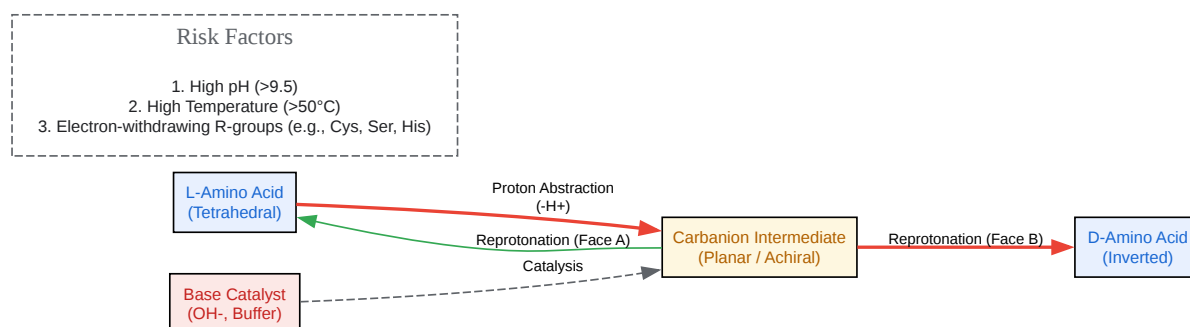 Risk Factors
1. High pH (>9.5)
2. High Temperature (>50°C)
3. Electron-withdrawing R-groups (e.g., Cys, Ser, His)
L-Amino Acid
(Tetrahedral)
Proton Abstraction
(-H+)
Reprotonation (Face A)
Catalysis
Base Catalyst
(OH-, Buffer)
Carbanion Intermediate
(Planar / Achiral)
Reprotonation (Face B)
D-Amino Acid
(Inverted)